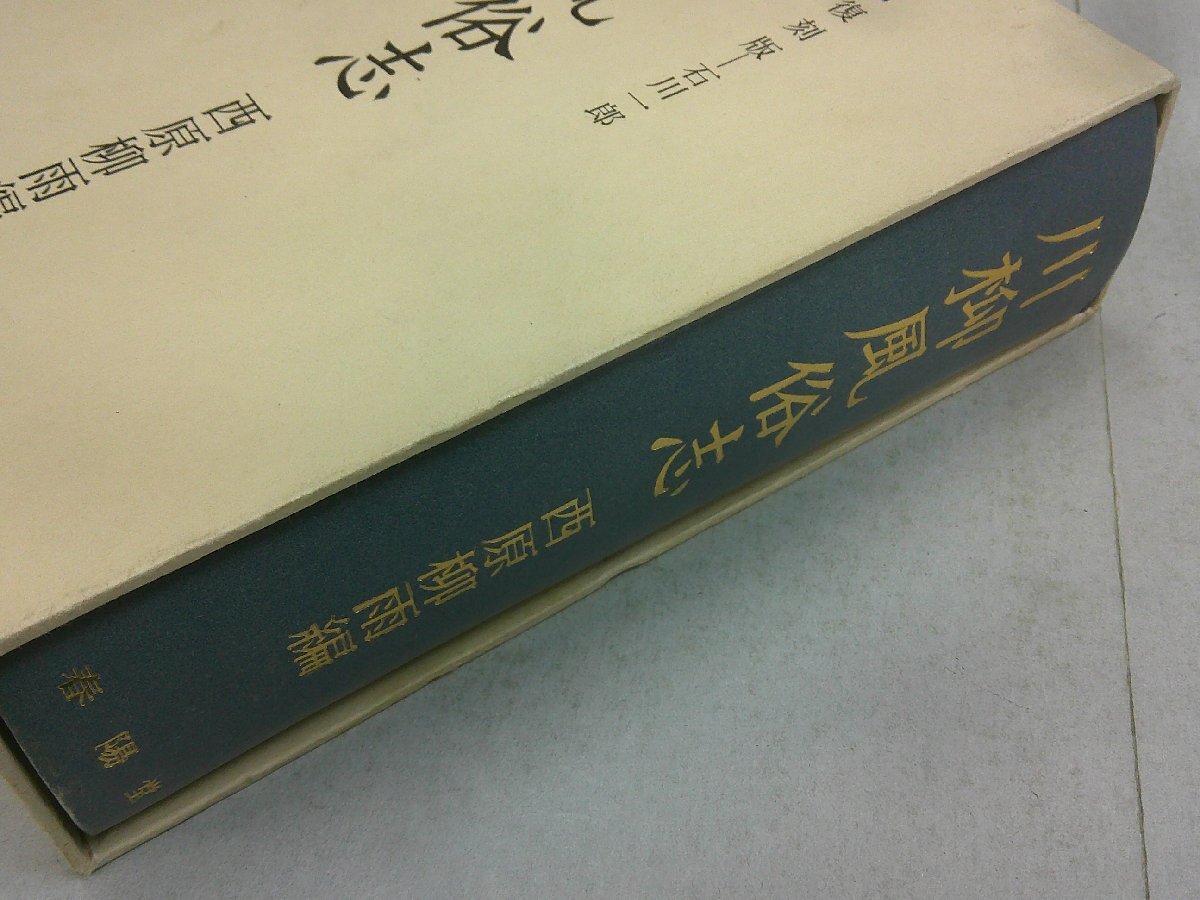 復刻版―石川一郎
俗志
西原柳雨編
川柳風俗志
西原柳雨編
春陽堂